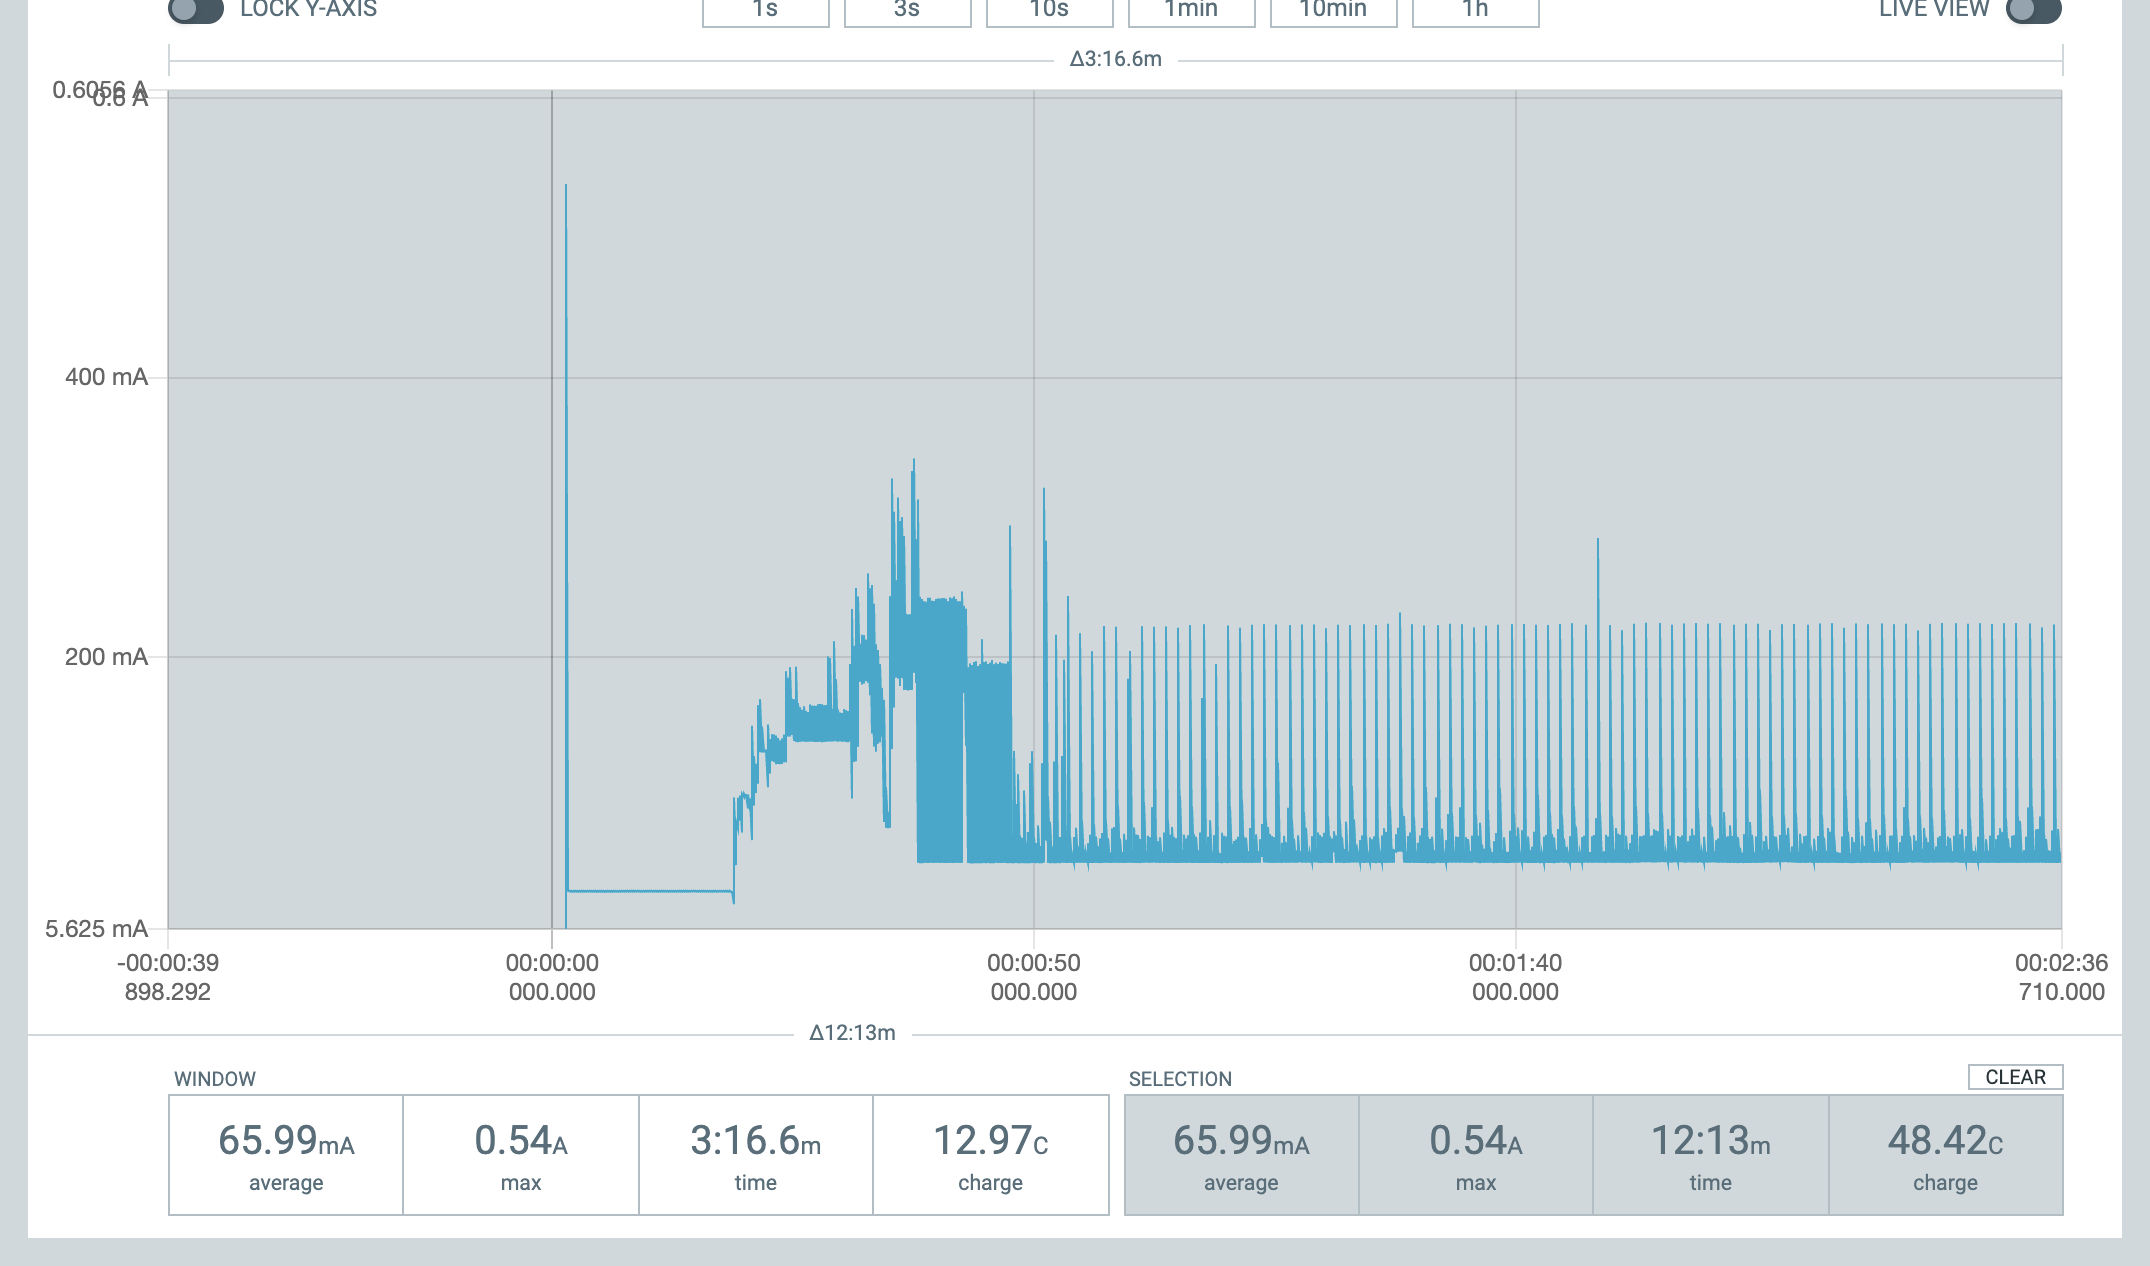 LOCK Y-AXIS 1s 3s 10s 1min 10min 1h LIVE VIEW
Δ3:16.6m
0.6056 A
0.6 A
400 mA
200 mA
5.625 mA
-00:00:39 00:00:00 00:00:50 00:01:40 00:02:36
898.292 000.000 000.000 000.000 710.000
Δ12:13m
WINDOW
65.99mA 0.54A 3:16.6m 12.97C
average max time charge
SELECTION CLEAR
65.99mA 0.54A 12:13m 48.42C
average max time charge